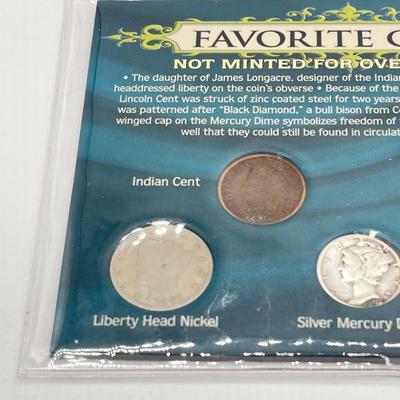 FAVORITE
NOT MINTED FOR OVE
• The daughter of James Longacre, designer of the Indian
headdressed liberty on the coin's obverse • Because of the
Lincoln Cent was struck of zinc coated steel for two years
was patterned after "Black Diamond," a bull bison from Ce
winged cap on the Mercury Dime symbolizes freedom of
well that they could still be found in circulat
Indian Cent
Liberty Head Nickel
Silver Mercury D